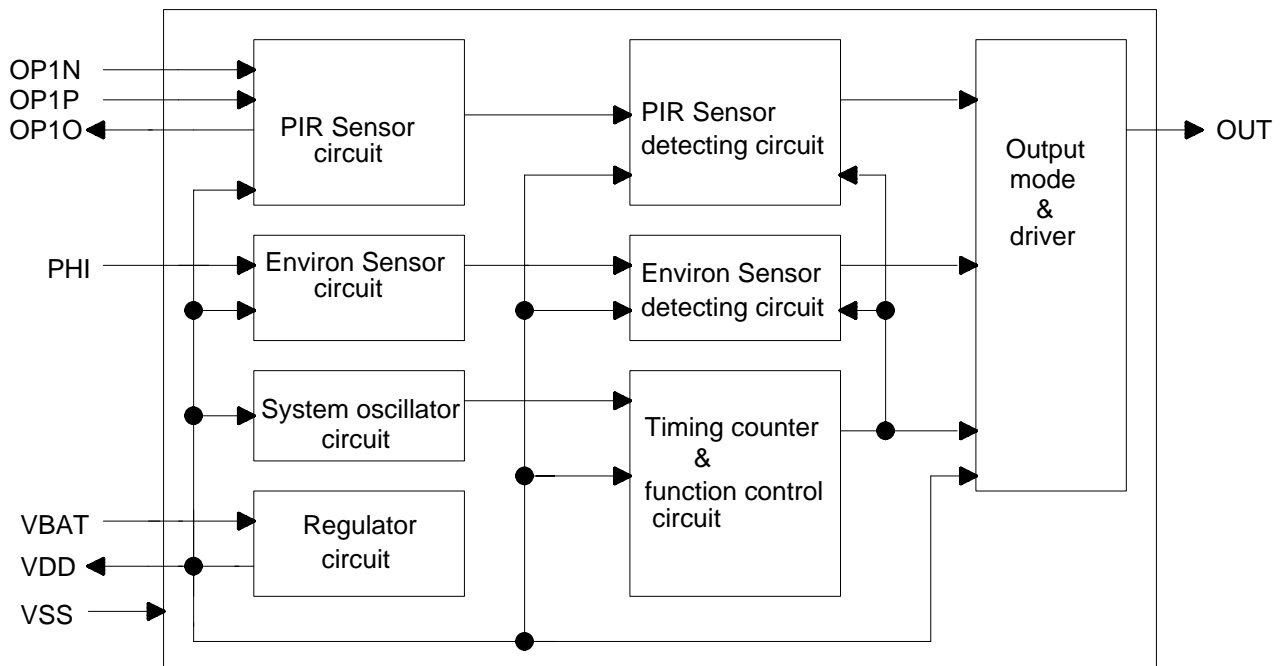 OP1N
OP1P
OP1O
PHI
VBAT
VDD
VSS
PIR Sensor
circuit
Environ Sensor
circuit
System oscillator
circuit
Regulator
circuit
PIR Sensor
detecting circuit
Environ Sensor
detecting circuit
Timing counter
&
function control
circuit
Output
mode
&
driver
OUT